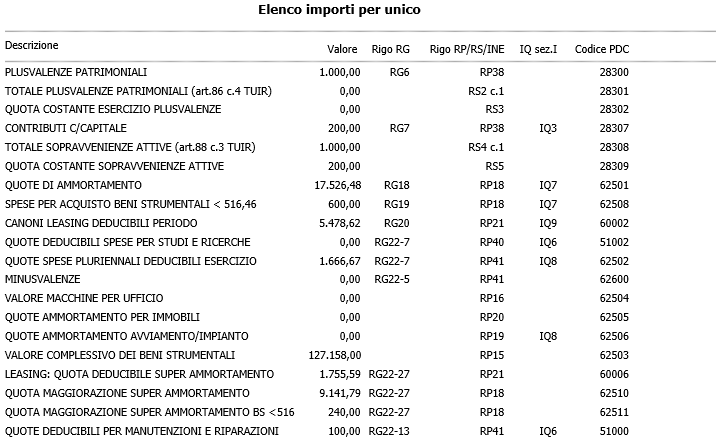 Elenco importi per unico
Descrizione Valore Rigo RG Rigo RP/RS/INE IQ sez.I Codice PDC
PLUSVALENZE PATRIMONIALI 1.000,00 RG6 RP38 28300
TOTALE PLUSVALENZE PATRIMONIALI (art.86 c.4 TUIR) 0,00 RS2 c.1 28301
QUOTA COSTANTE ESERCIZIO PLUSVALENZE 0,00 RS3 28302
CONTRIBUTI C/CAPITALE 200,00 RG7 RP38 IQ3 28307
TOTALE SOPRAVVENIENZE ATTIVE (art.88 c.3 TUIR) 1.000,00 RS4 c.1 28308
QUOTA COSTANTE SOPRAVVENIENZE ATTIVE 200,00 RS5 28309
QUOTE DI AMMORTAMENTO 17.526,48 RG18 RP18 IQ7 62501
SPESE PER ACQUISTO BENI STRUMENTALI < 516,46 600,00 RG19 RP18 IQ7 62508
CANONI LEASING DEDUCIBILI PERIODO 5.478,62 RG20 RP21 IQ9 60002
QUOTE DEDUCIBILI SPESE PER STUDI E RICERCHE 0,00 RG22-7 RP40 IQ6 51002
QUOTE SPESE PLURIENNALI DEDUCIBILI ESERCIZIO 1.666,67 RG22-7 RP41 IQ8 62502
MINUSVALENZE 0,00 RG22-5 RP41 62600
VALORE MACCHINE PER UFFICIO 0,00 RP16 62504
QUOTE AMMORTAMENTO PER IMMOBILI 0,00 RP20 62505
QUOTE AMMORTAMENTO AVVIAMENTO/IMPIANTO 0,00 RP19 IQ8 62506
VALORE COMPLESSIVO DEI BENI STRUMENTALI 127.158,00 RP15 62503
LEASING: QUOTA DEDUCIBILE SUPER AMMORTAMENTO 1.755,59 RG22-27 RP21 60006
QUOTA MAGGIORAZIONE SUPER AMMORTAMENTO 9.141,79 RG22-27 RP18 62510
QUOTA MAGGIORAZIONE SUPER AMMORTAMENTO BS <516 240,00 RG22-27 RP18 62511
QUOTE DEDUCIBILI PER MANUTENZIONI E RIPARAZIONI 100,00 RG22-13 RP41 IQ6 51000